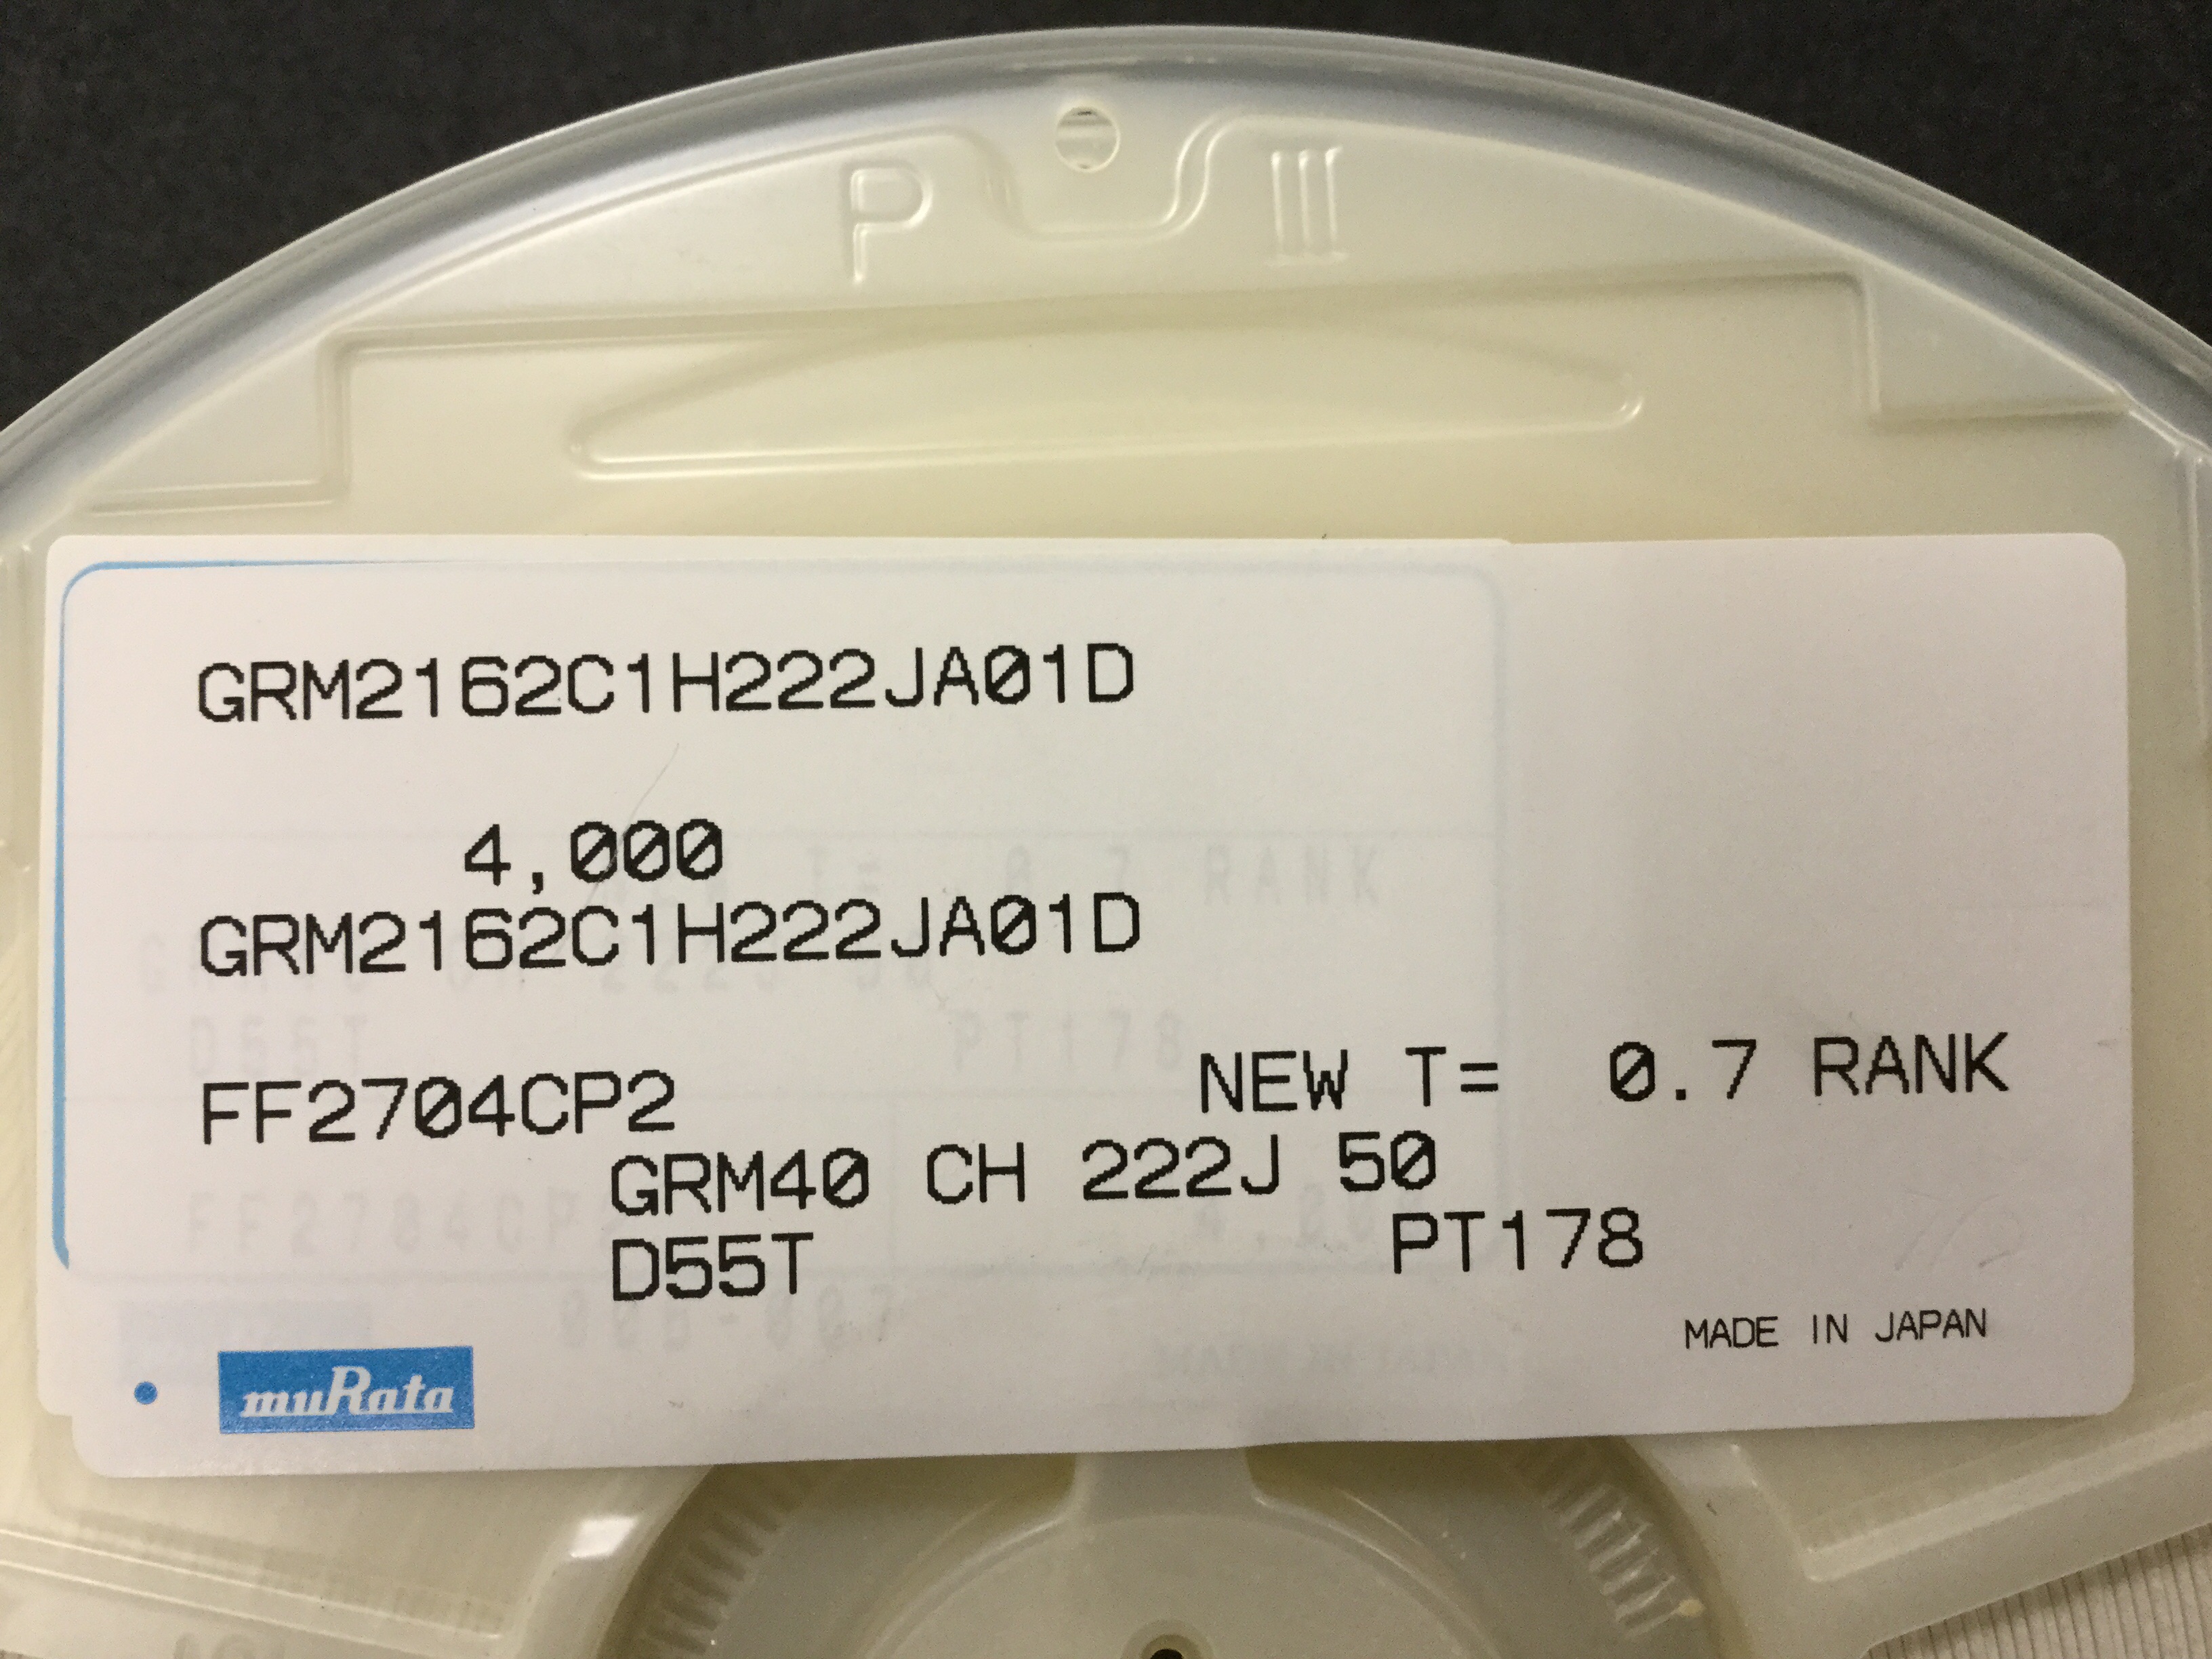 P III
GRM2162C1H222JA01D
4,000
GRM2162C1H222JA01D
FF2704CP2 NEW T= 0.7 RANK
GRM40 CH 222J 50
D55T PT178
MADE IN JAPAN
muRata